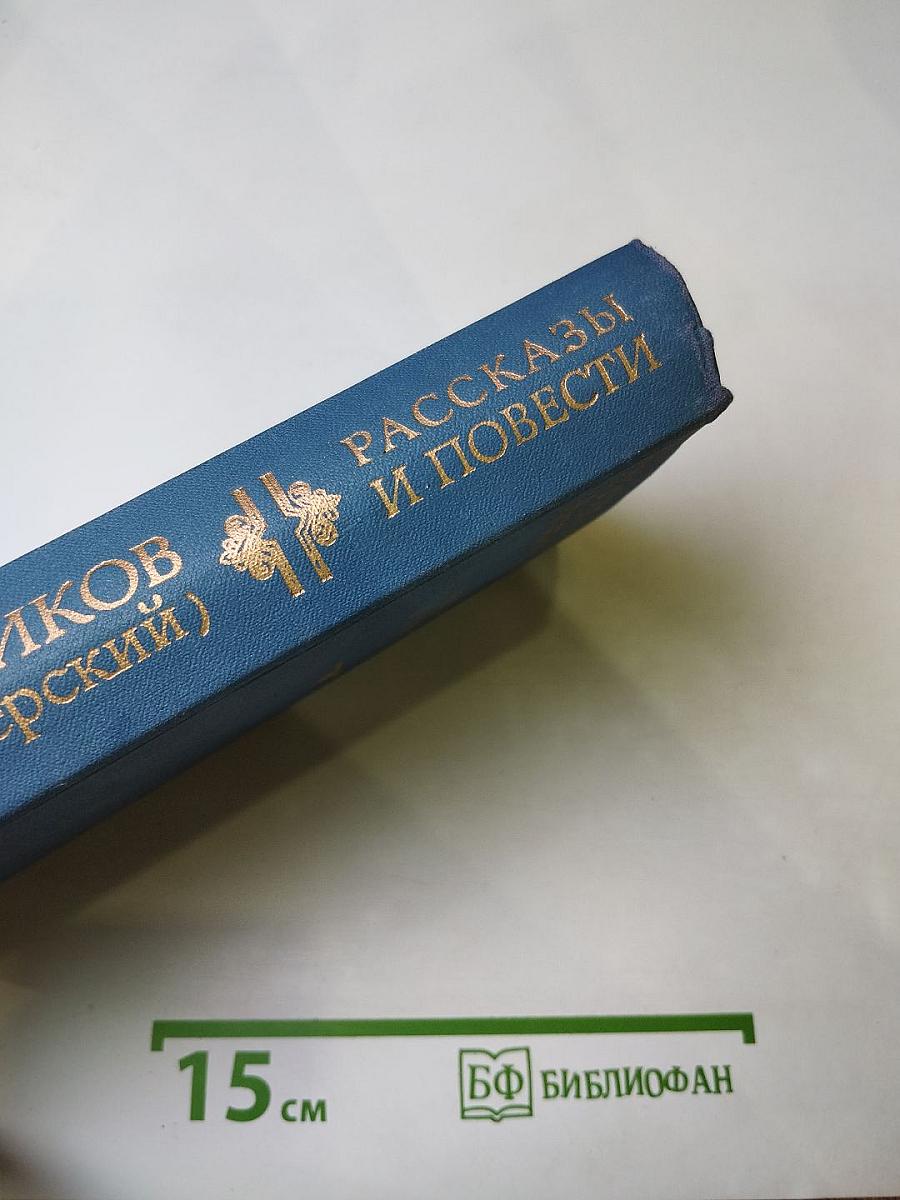 РАССКАЗЫ
И ПОВЕСТИ
ИКОВ
ерский)
15 см
БФ БИБЛИОФАН